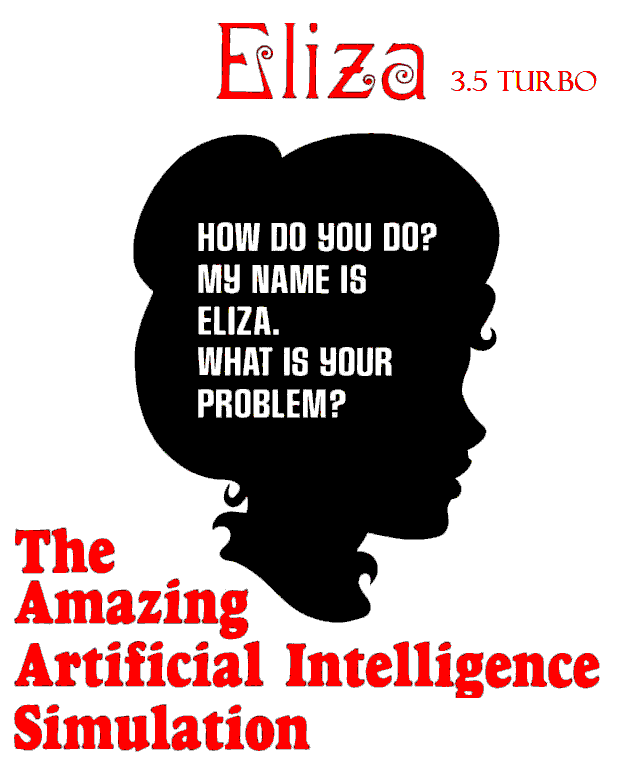 Eliza 3.5 TURBO
HOW DO YOU DO?
MY NAME IS
ELIZA.
WHAT IS YOUR
PROBLEM?
The
Amazing
Artificial Intelligence
Simulation